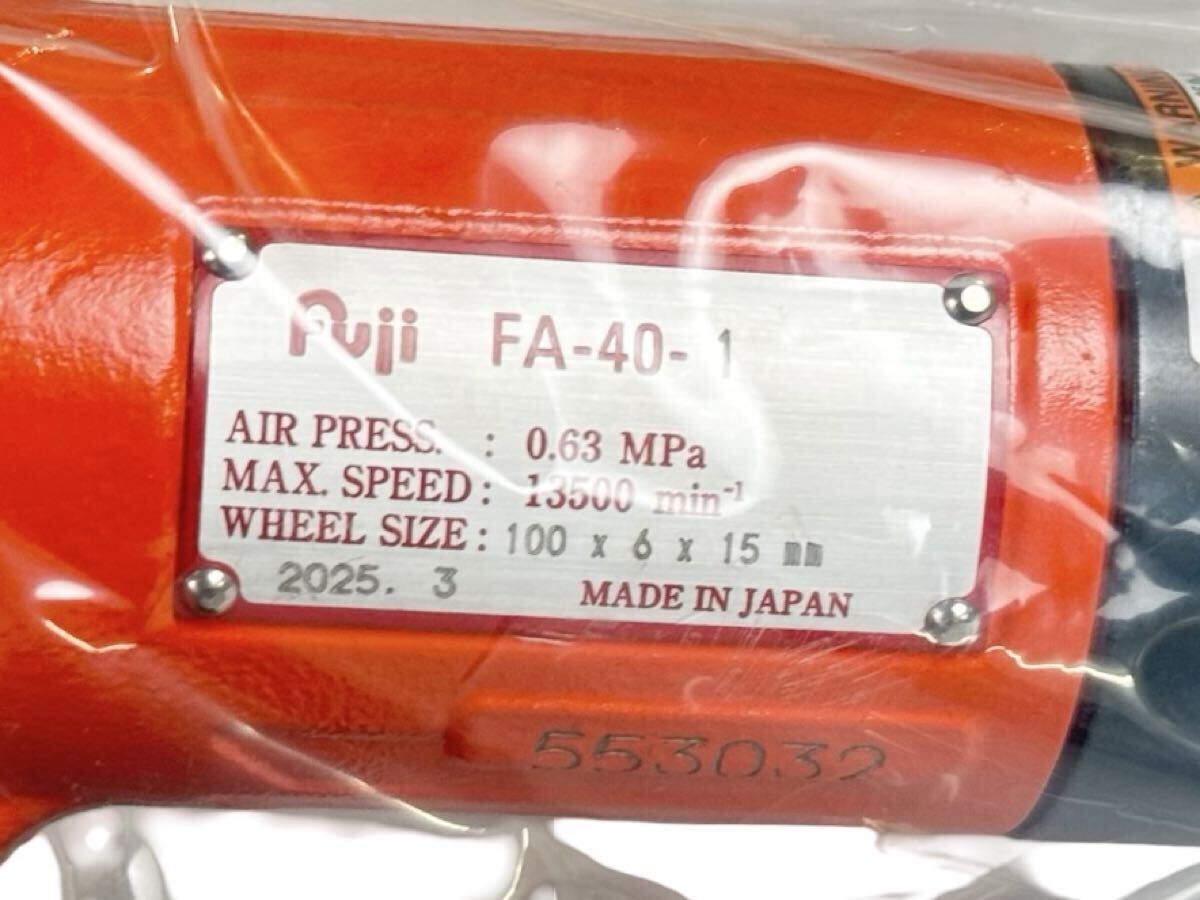 Fuji FA-40-1
AIR PRESS. : 0.63 MPa
MAX. SPEED : 13500 min⁻¹
WHEEL SIZE : 100 x 6 x 15 mm
2025. 3 MADE IN JAPAN
553032
WARNING